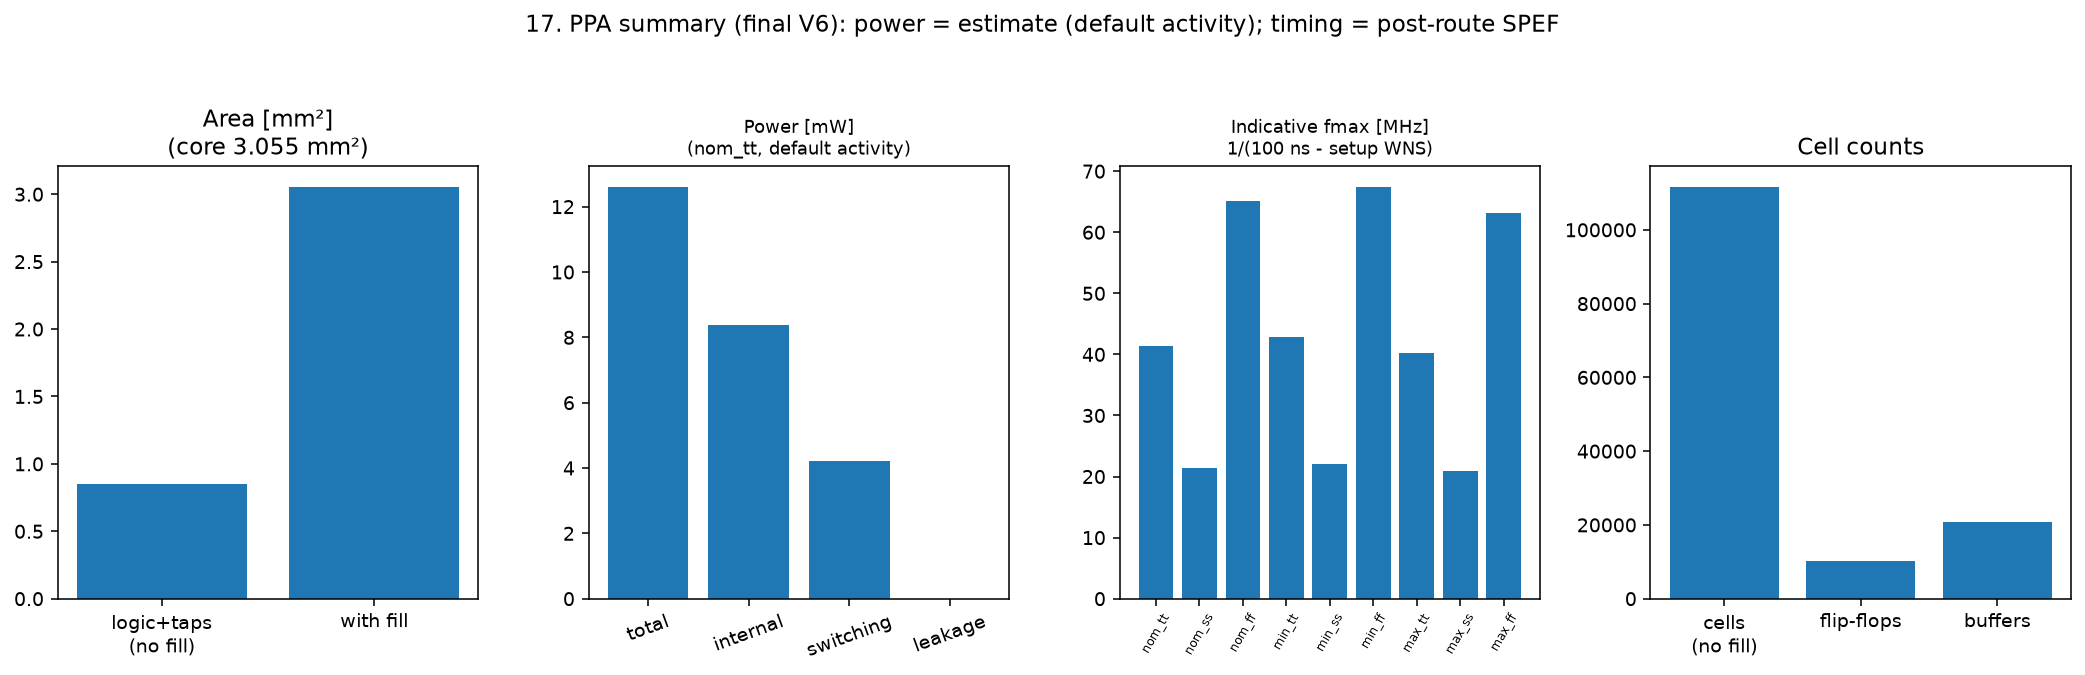 17. PPA summary (final V6): power = estimate (default activity); timing = post-route SPEF
Area [mm²]
(core 3.055 mm²)
3.0
2.5
2.0
1.5
1.0
0.5
0.0
logic+taps
(no fill)
with fill
Power [mW]
(nom_tt, default activity)
12
10
8
6
4
2
0
total
internal
switching
leakage
Indicative fmax [MHz]
1/(100 ns - setup WNS)
70
60
50
40
30
20
10
0
nom_tt
nom_ss
nom_ff
min_tt
min_ss
min_ff
max_tt
max_ss
max_ff
Cell counts
100000
80000
60000
40000
20000
0
cells
(no fill)
flip-flops
buffers